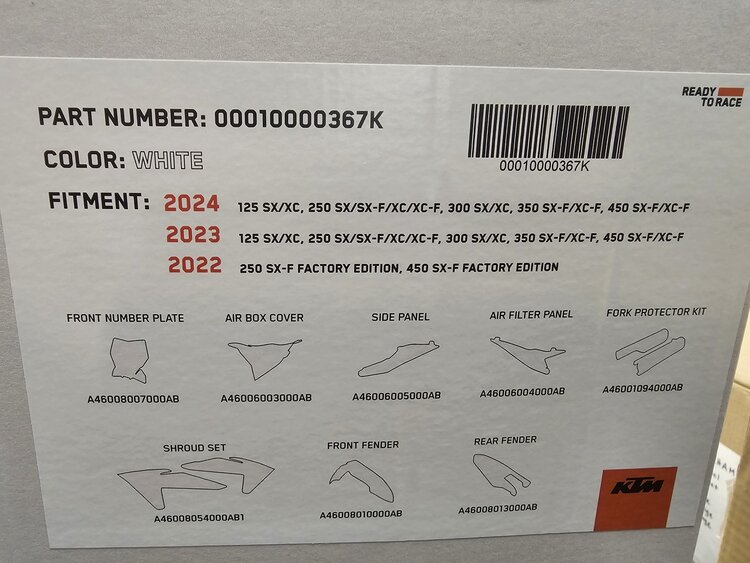 READY
TO RACE
PART NUMBER: 00010000367K
00010000367K
COLOR: WHITE
FITMENT: 2024 125 SX/XC, 250 SX/SX-F/XC/XC-F, 300 SX/XC, 350 SX-F/XC-F, 450 SX-F/XC-F
2023 125 SX/XC, 250 SX/SX-F/XC/XC-F, 300 SX/XC, 350 SX-F/XC-F, 450 SX-F/XC-F
2022 250 SX-F FACTORY EDITION, 450 SX-F FACTORY EDITION
FRONT NUMBER PLATE
A46008007000AB
AIR BOX COVER
A46006003000AB
SIDE PANEL
A46006005000AB
AIR FILTER PANEL
A46006004000AB
FORK PROTECTOR KIT
A46001094000AB
SHROUD SET
A46008054000AB1
FRONT FENDER
A46008010000AB
REAR FENDER
A46008013000AB
KTM